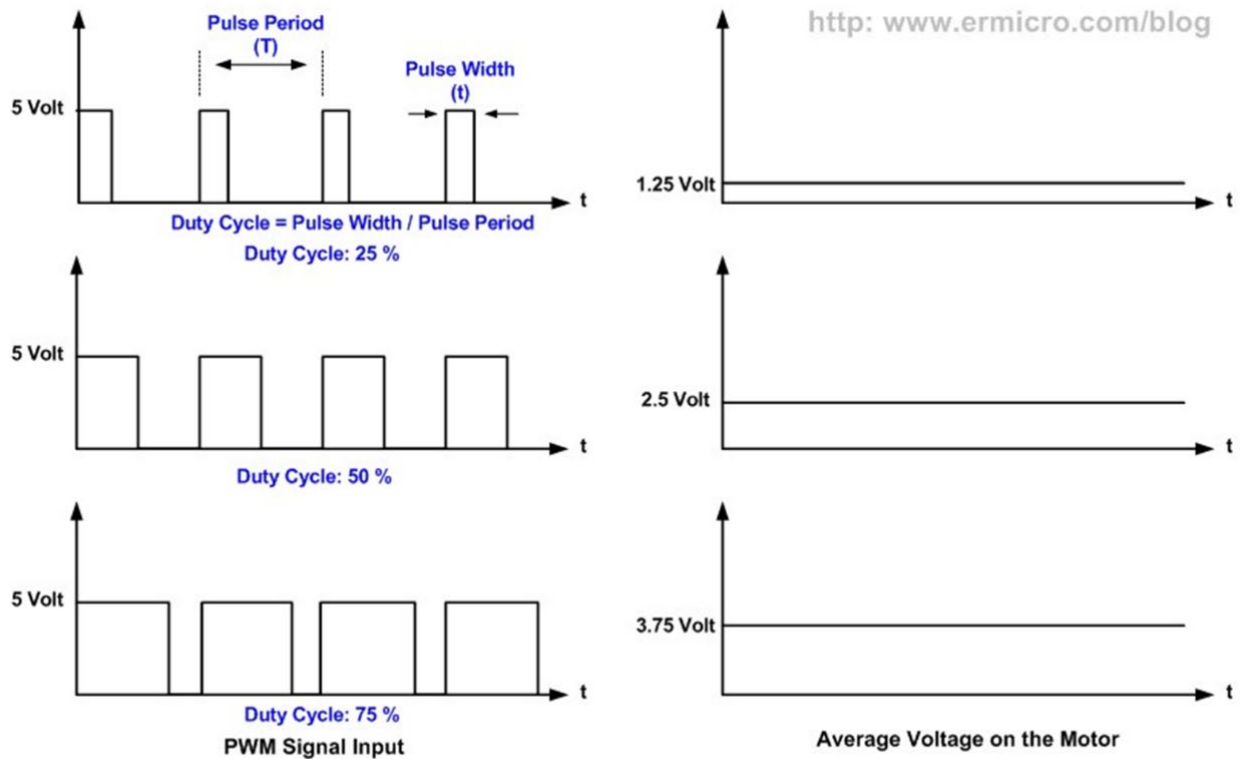 http: www.ermicro.com/blog
Pulse Period
(T)
Pulse Width
(t)
5 Volt
t
Duty Cycle = Pulse Width / Pulse Period
Duty Cycle: 25 %
1.25 Volt
t
5 Volt
t
Duty Cycle: 50 %
2.5 Volt
t
5 Volt
t
Duty Cycle: 75 %
PWM Signal Input
3.75 Volt
t
Average Voltage on the Motor